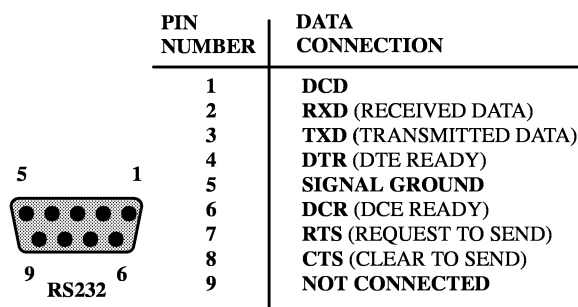 PIN NUMBER DATA CONNECTION
1 DCD
2 RXD (RECEIVED DATA)
3 TXD (TRANSMITTED DATA)
4 DTR (DTE READY)
5 SIGNAL GROUND
6 DCR (DCE READY)
7 RTS (REQUEST TO SEND)
8 CTS (CLEAR TO SEND)
9 NOT CONNECTED
5 1
9 6
RS232